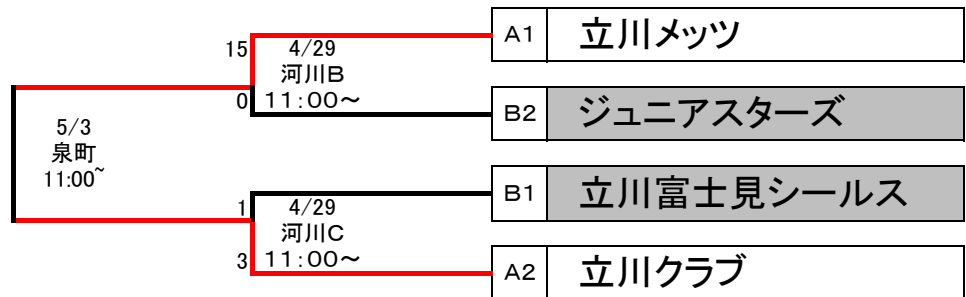 A1 立川メッツ
15 4/29
河川B
0 11:00～
B2 ジュニアスターズ
5/3
泉町
11:00~
B1 立川富士見シールス
1 4/29
河川C
3 11:00～
A2 立川クラブ